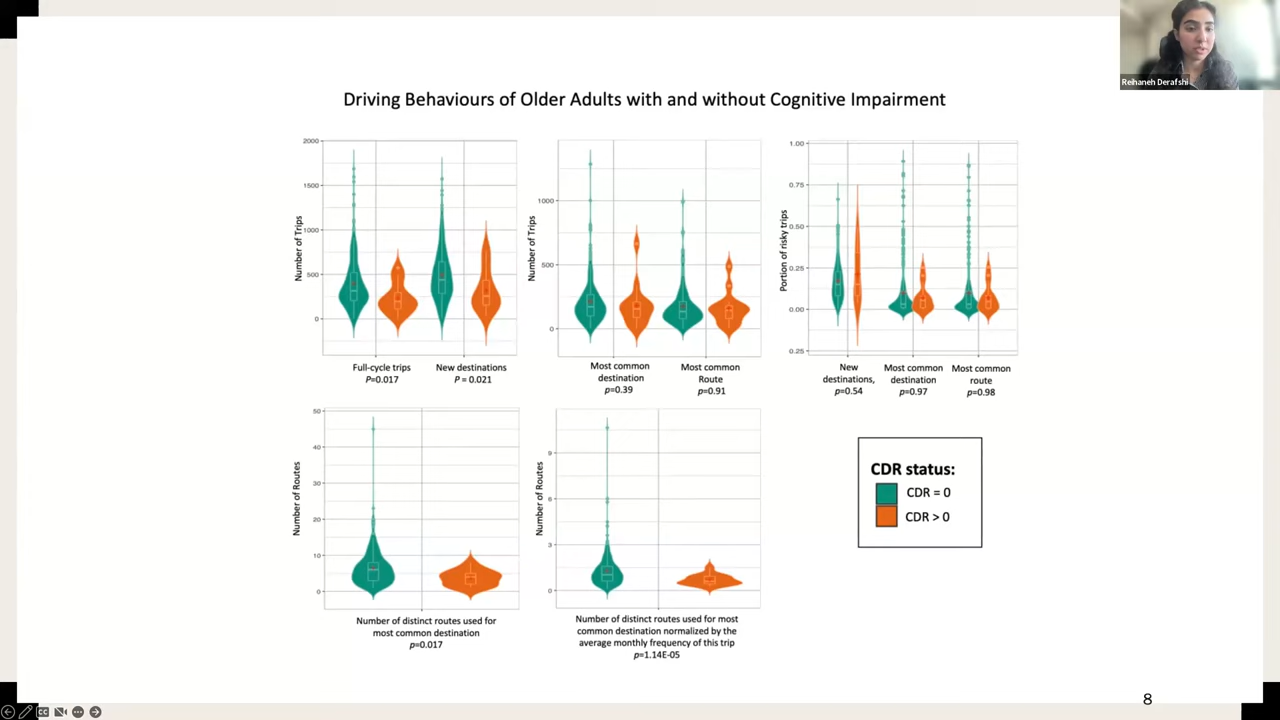 Reihaneh Derafshi
Driving Behaviours of Older Adults with and without Cognitive Impairment
Number of Trips
2000
1500
1000
500
0
Full-cycle trips
P=0.017
New destinations
P = 0.021
Number of Trips
1000
500
0
Most common
destination
p=0.39
Most common
Route
p=0.91
Portion of risky trips
1.00
0.75
0.50
0.25
0.00
0.25
New
destinations,
p=0.54
Most common
destination
p=0.97
Most common
route
p=0.98
Number of Routes
50
40
30
20
10
0
Number of distinct routes used for
most common destination
p=0.017
Number of Routes
9
6
3
0
Number of distinct routes used for most
common destination normalized by the
average monthly frequency of this trip
p=1.14E-05
CDR status:
CDR = 0
CDR > 0
8
CC